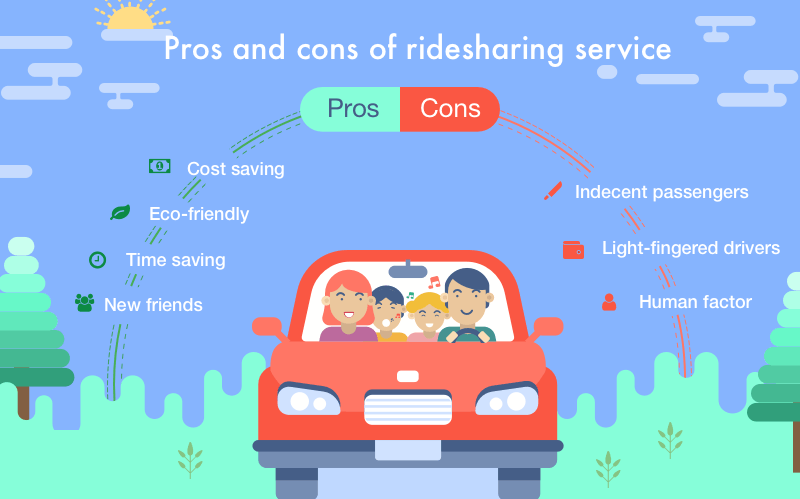 Pros and cons of ridesharing service
Pros
Cons
Cost saving
Eco-friendly
Time saving
New friends
Indecent passengers
Light-fingered drivers
Human factor